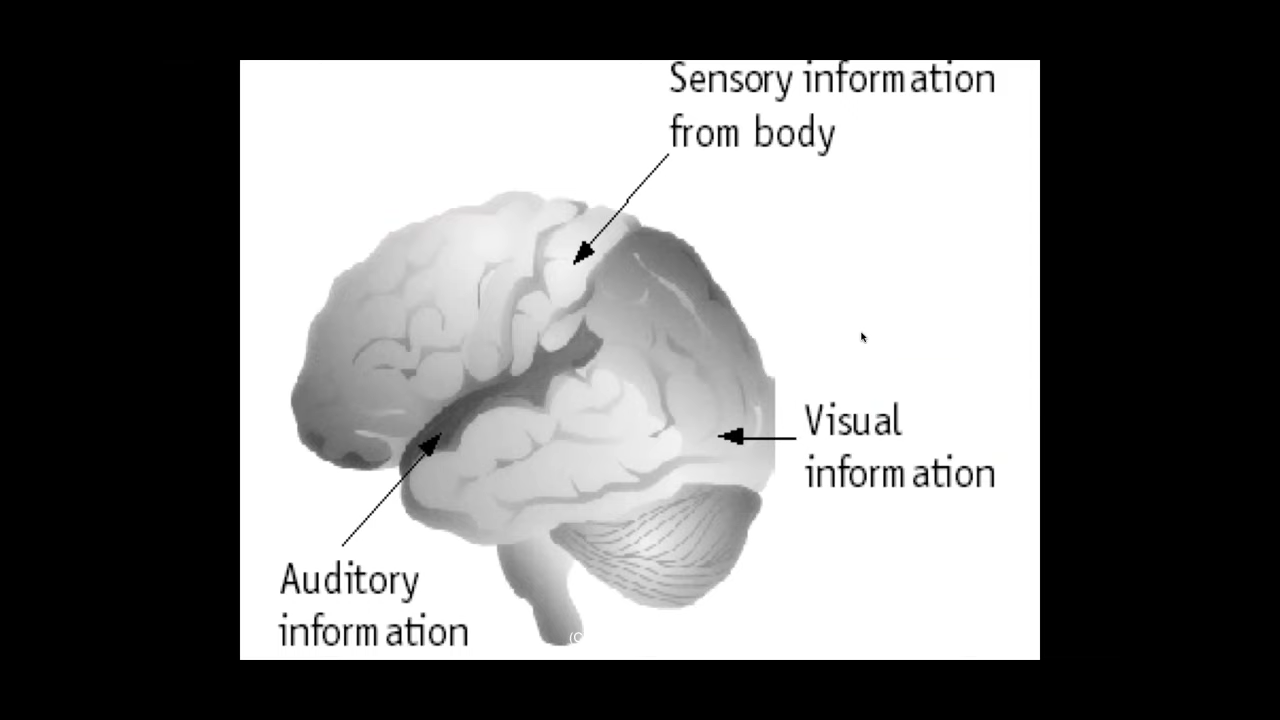 Sensory information
from body
Visual
information
Auditory
information
(C